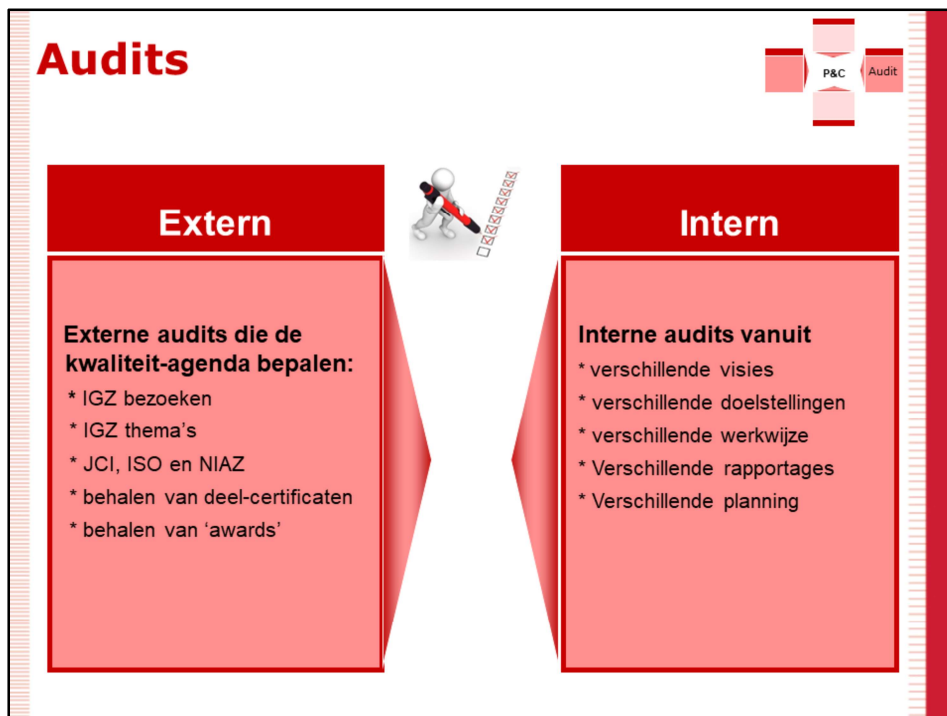 Audits
P&C
Audit
Extern
Externe audits die de
kwaliteit-agenda bepalen:
* IGZ bezoeken
* IGZ thema's
* JCI, ISO en NIAZ
* behalen van deel-certificaten
* behalen van ‘awards’
Intern
Interne audits vanuit
* verschillende visies
* verschillende doelstellingen
* verschillende werkwijze
* Verschillende rapportages
* Verschillende planning